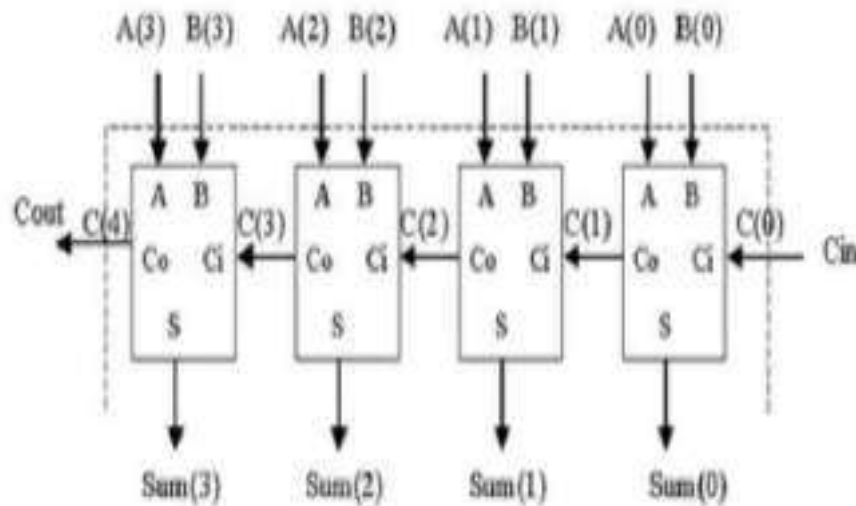 A(3) B(3) A(2) B(2) A(1) B(1) A(0) B(0)
A B A B A B A B
Cout C(4) C(3) C(2) C(1) C(0)
Co Ci Co Ci Co Ci Co Ci Cin
S S S S
Sum(3) Sum(2) Sum(1) Sum(0)